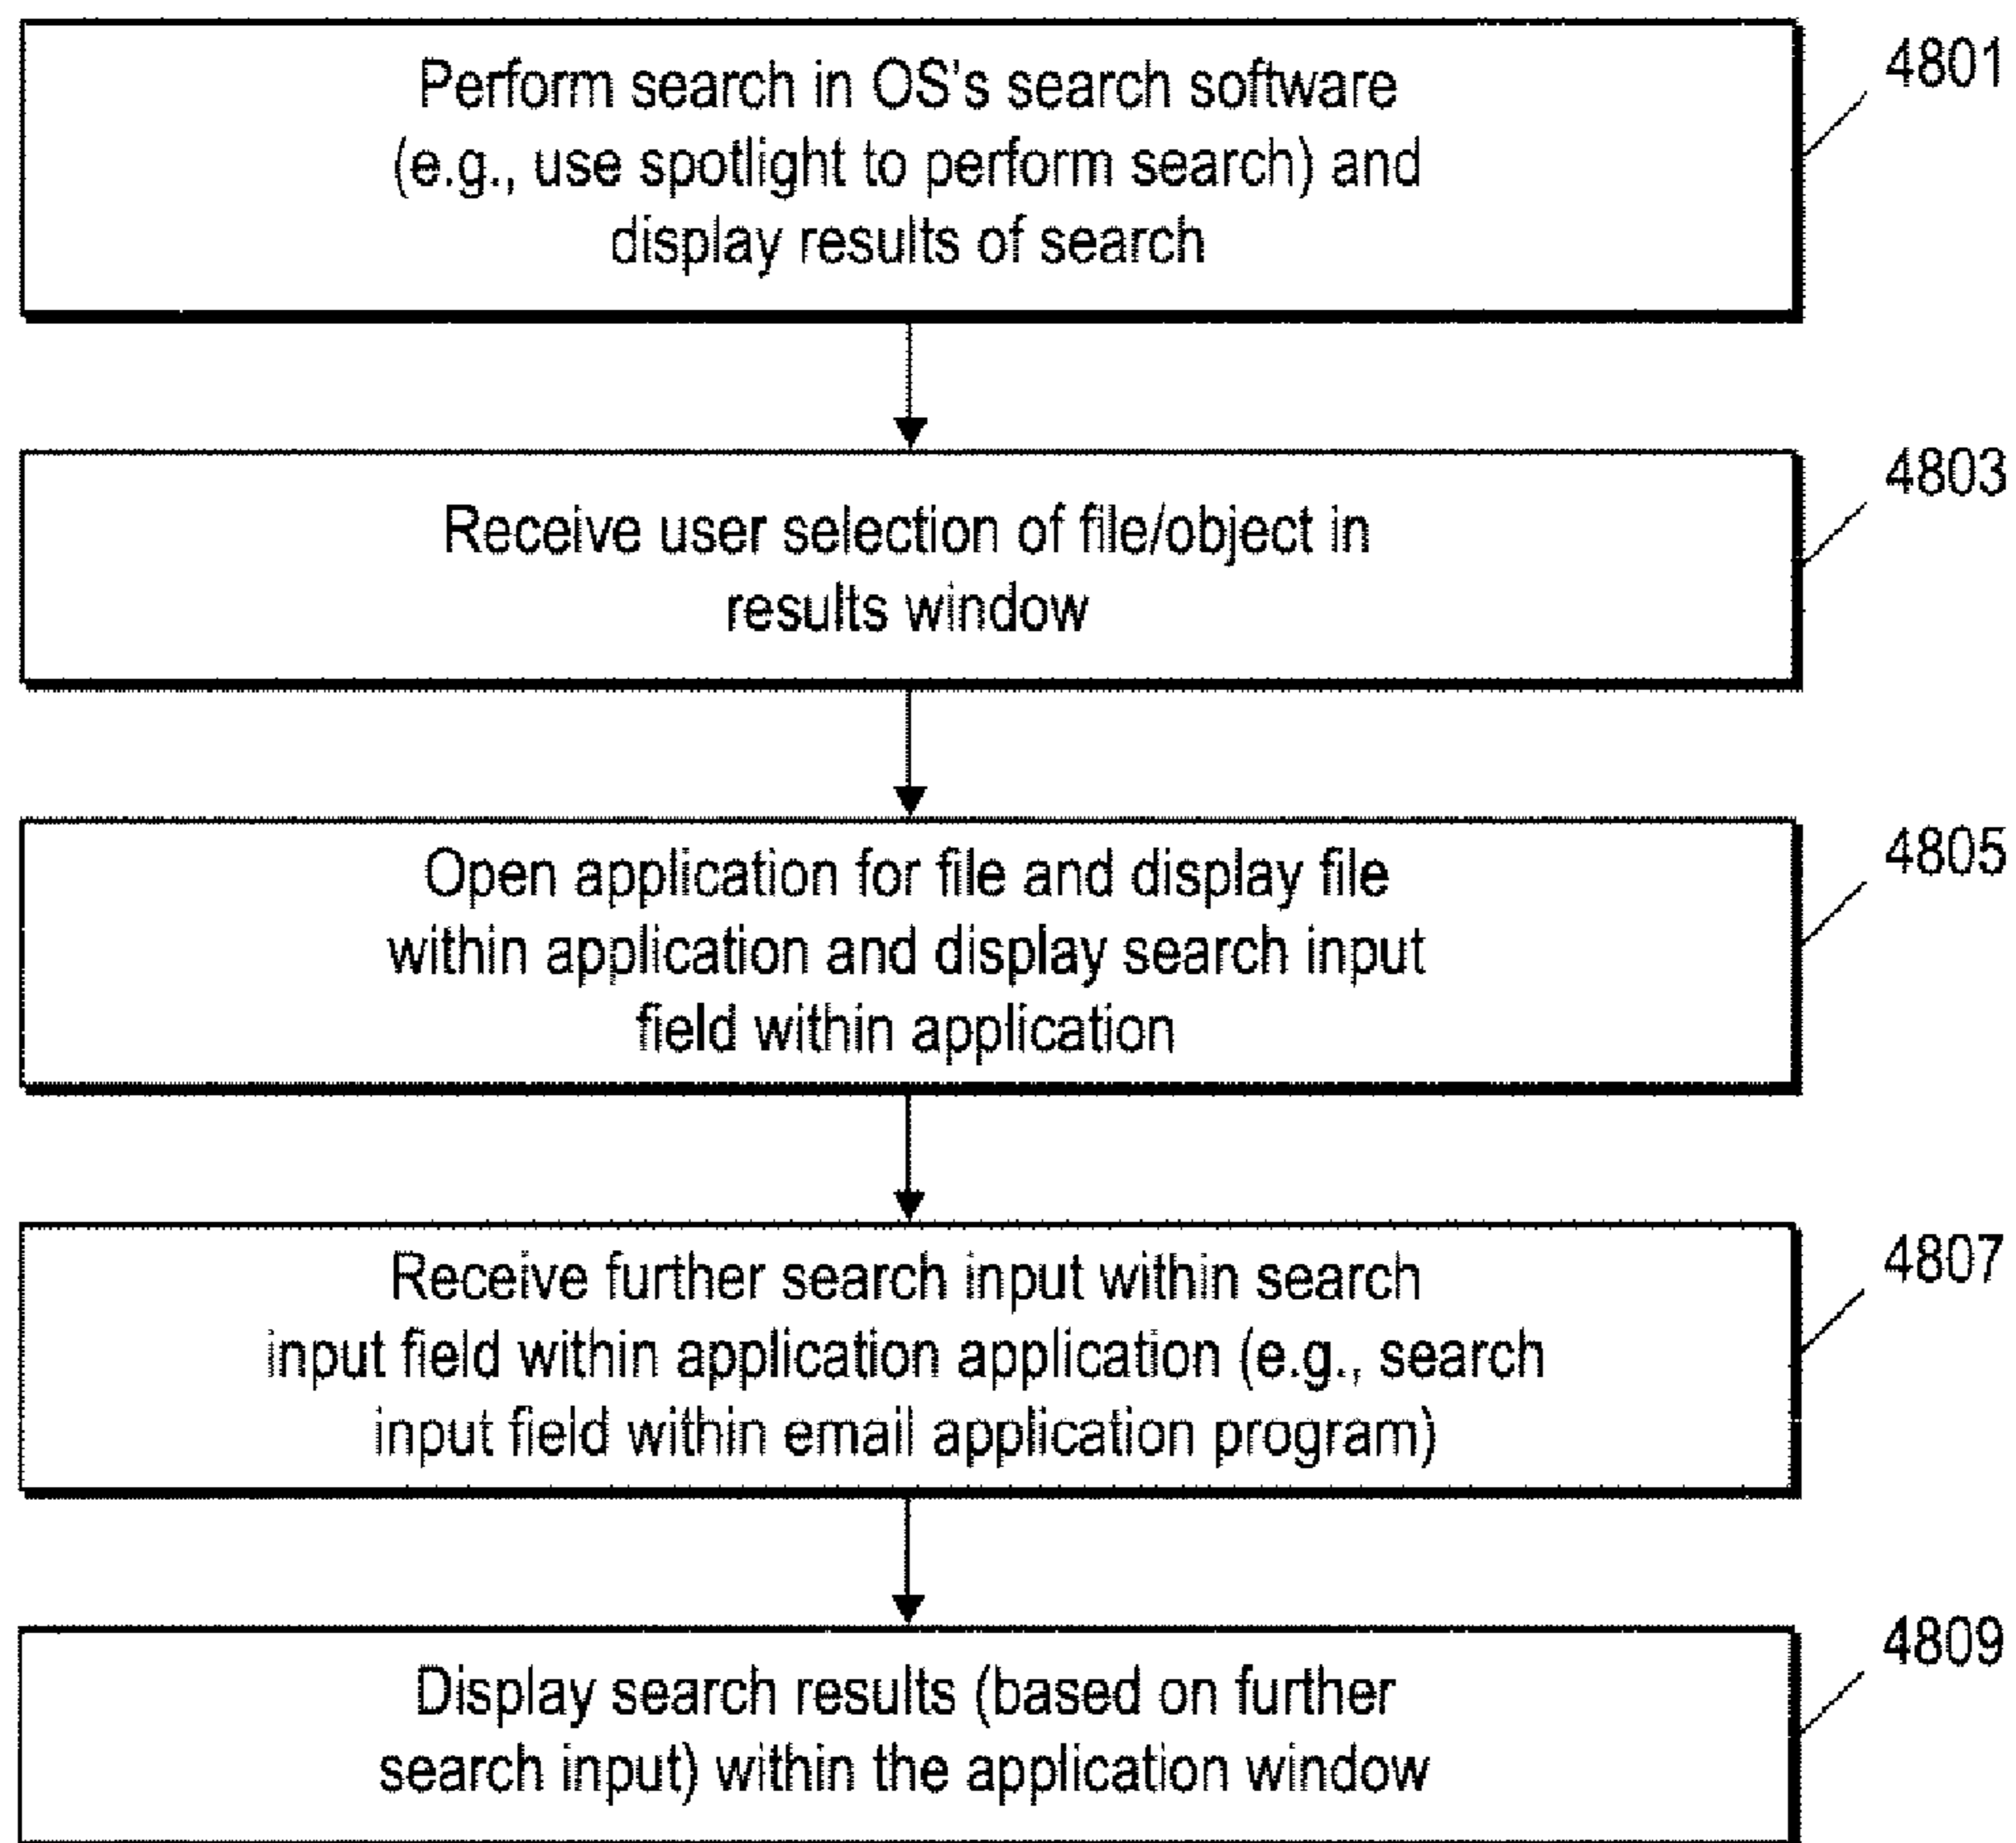 Perform search in OS's search software
(e.g., use spotlight to perform search) and
display results of search
4801
Receive user selection of file/object in
results window
4803
Open application for file and display file
within application and display search input
field within application
4805
Receive further search input within search
input field within application application (e.g., search
input field within email application program)
4807
Display search results (based on further
search input) within the application window
4809